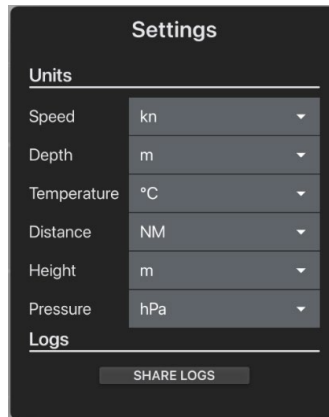 Settings
Units
Speed kn
Depth m
Temperature °C
Distance NM
Height m
Pressure hPa
Logs
SHARE LOGS